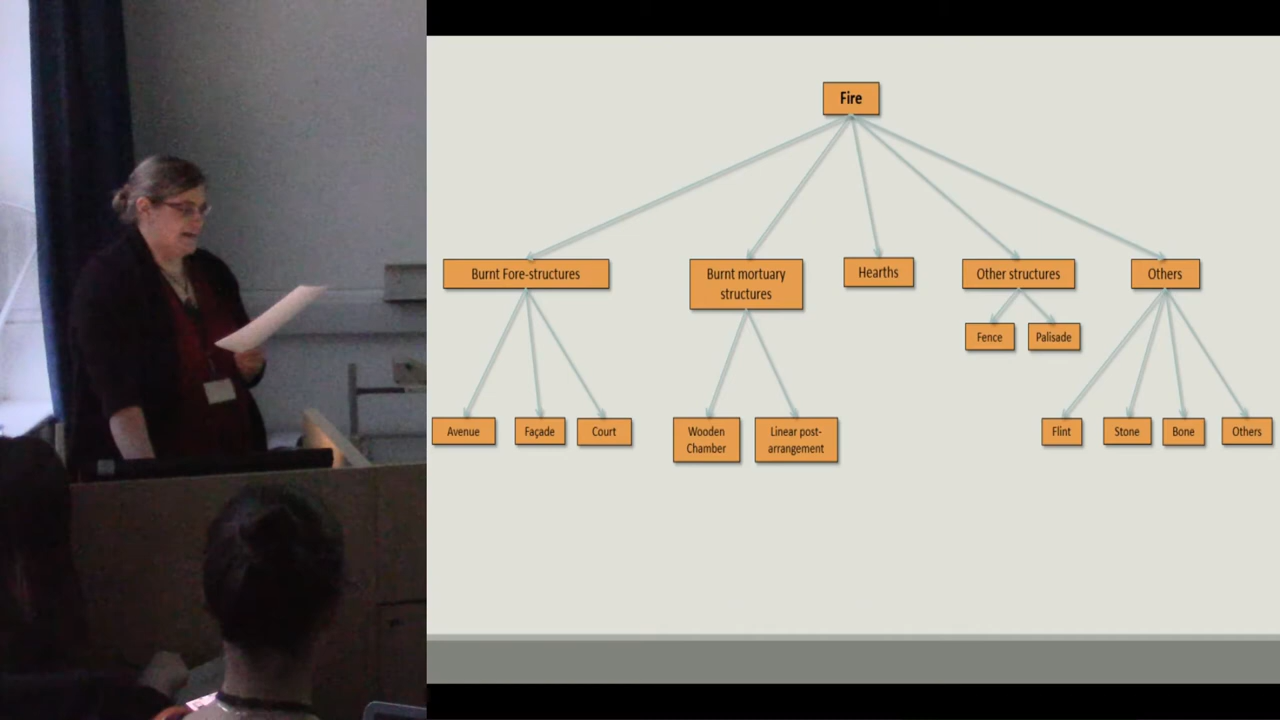 Fire
Burnt Fore-structures
Burnt mortuary
structures
Hearths
Other structures
Others
Fence
Palisade
Avenue
Façade
Court
Wooden
Chamber
Linear post-
arrangement
Flint
Stone
Bone
Others